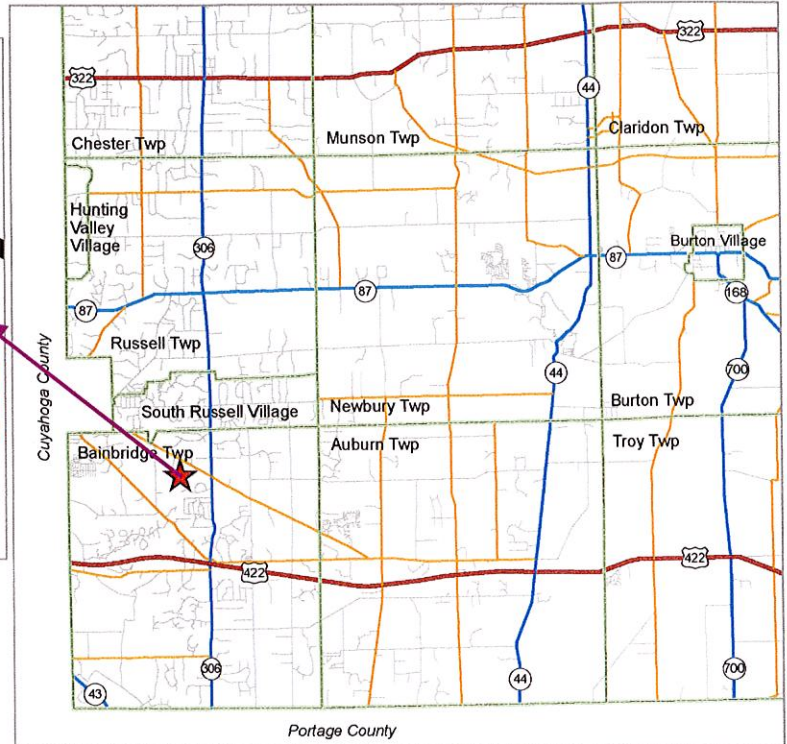 322
322
44
Chester Twp
Munson Twp
Claridon Twp
Hunting
Valley
Village
306
Burton Village
87
87
87
168
Russell Twp
Cuyahoga County
44
700
South Russell Village
Newbury Twp
Burton Twp
Bainbridge Twp
Auburn Twp
Troy Twp
422
422
306
44
700
43
Portage County